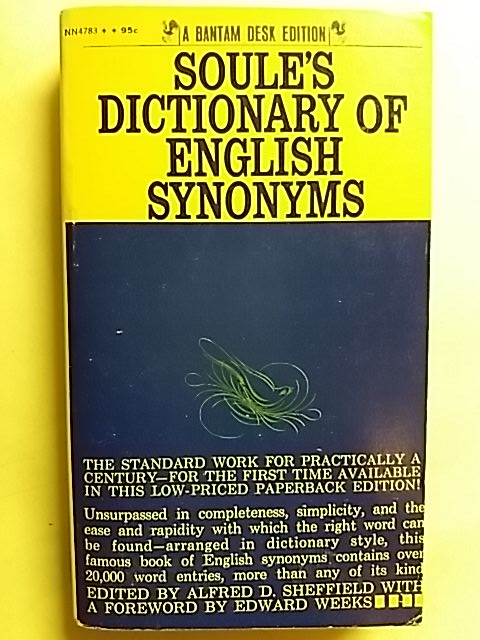 NN4783 • • 95c
A BANTAM DESK EDITION
SOULE'S
DICTIONARY OF
ENGLISH
SYNONYMS
THE STANDARD WORK FOR PRACTICALLY A
CENTURY—FOR THE FIRST TIME AVAILABLE
IN THIS LOW-PRICED PAPERBACK EDITION!
Unsurpassed in completeness, simplicity, and the
ease and rapidity with which the right word can
be found—arranged in dictionary style, this
famous book of English synonyms contains over
20,000 word entries, more than any of its kind
EDITED BY ALFRED D. SHEFFIELD WITH
A FOREWORD BY EDWARD WEEKS